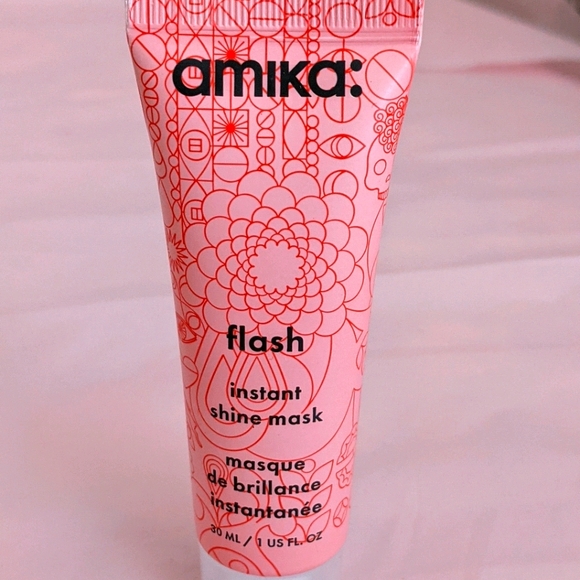 amika:
flash
instant
shine mask
masque
de brillance
instantanée
30 ML / 1 US FL. OZ